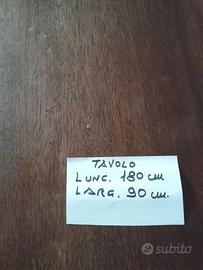 TAVOLO
LUNG. 180 cm
LARG. 90 cm.
subito